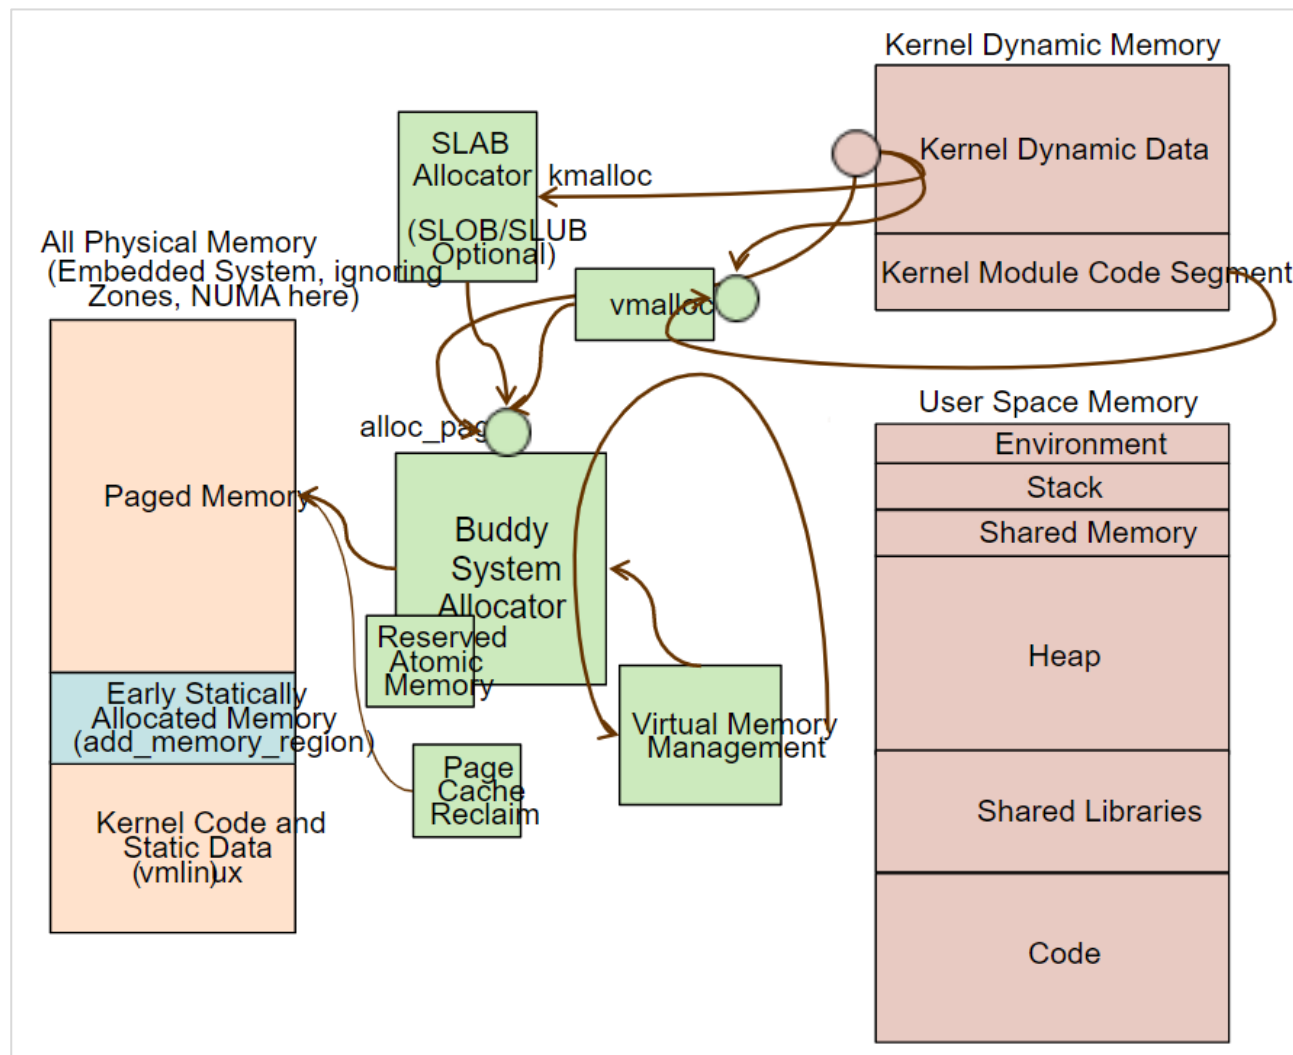 Kernel Dynamic Memory
Kernel Dynamic Data
Kernel Module Code Segment
SLAB
Allocator
(SLOB/SLUB
Optional)
kmalloc
All Physical Memory
(Embedded System, ignoring
Zones, NUMA here)
vmalloc
alloc_pag
Paged Memory
Buddy
System
Allocator
Reserved
Atomic
Memory
Early Statically
Allocated Memory
(add_memory_region)
Virtual Memory
Management
Page
Cache
Reclaim
Kernel Code and
Static Data
(vmlinux)
User Space Memory
Environment
Stack
Shared Memory
Heap
Shared Libraries
Code